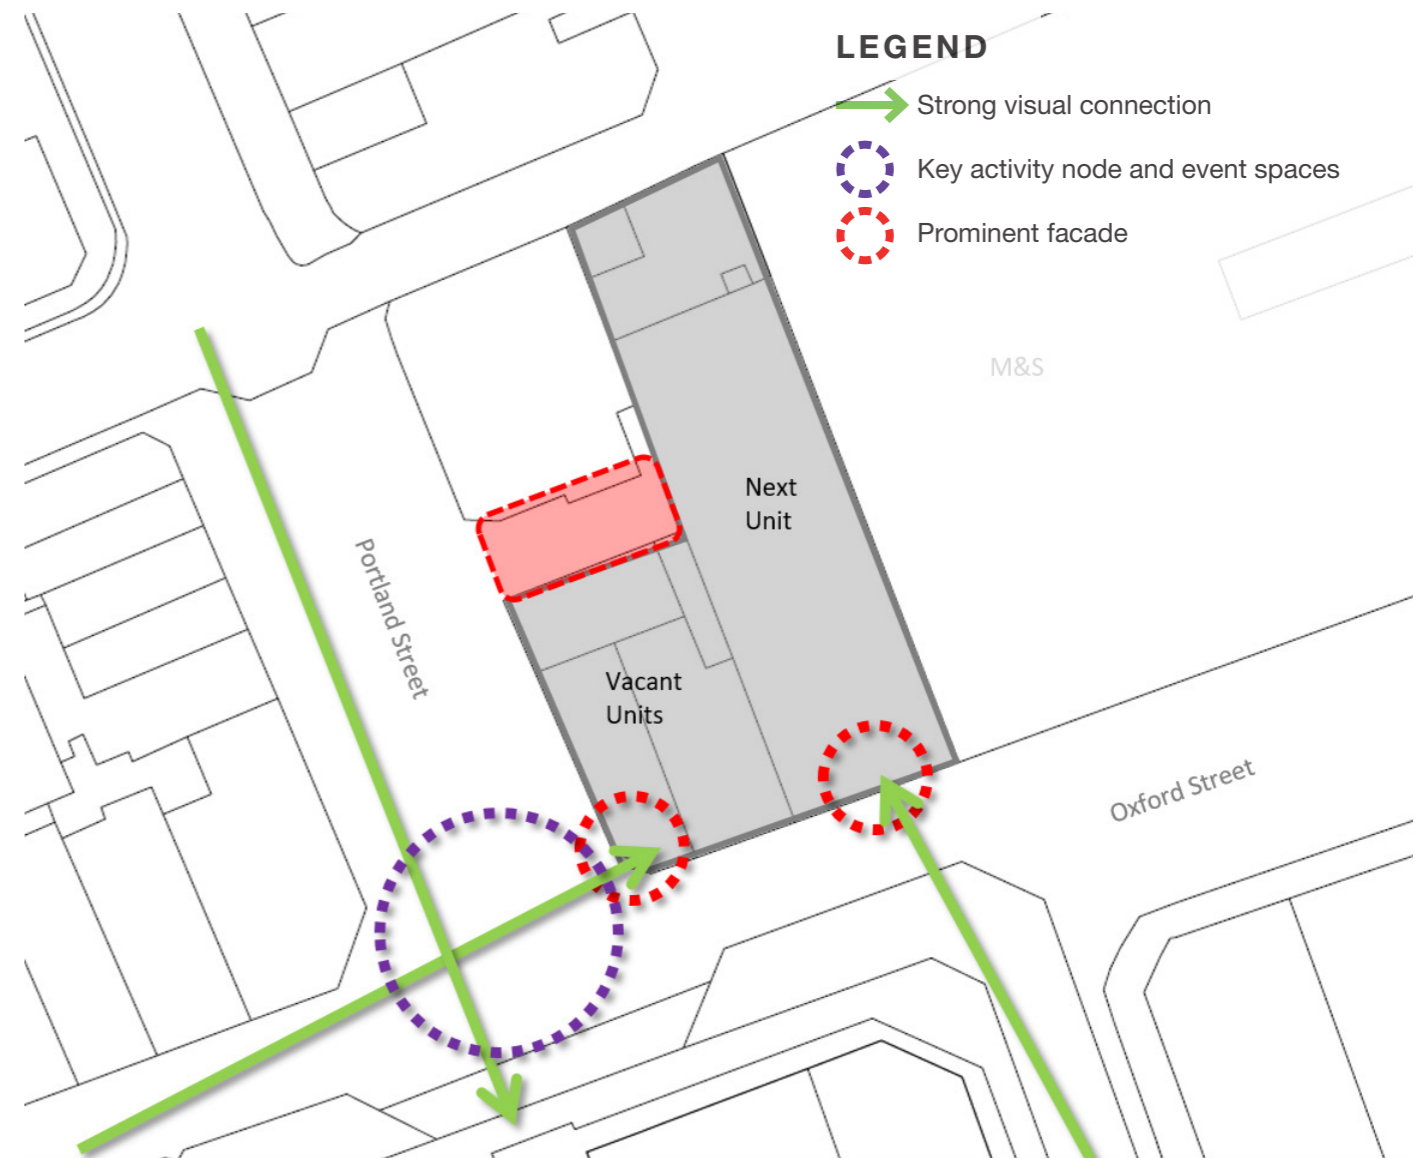 LEGEND
Strong visual connection
Key activity node and event spaces
Prominent facade
M&S
Next
Unit
Portland Street
Vacant
Units
Oxford Street